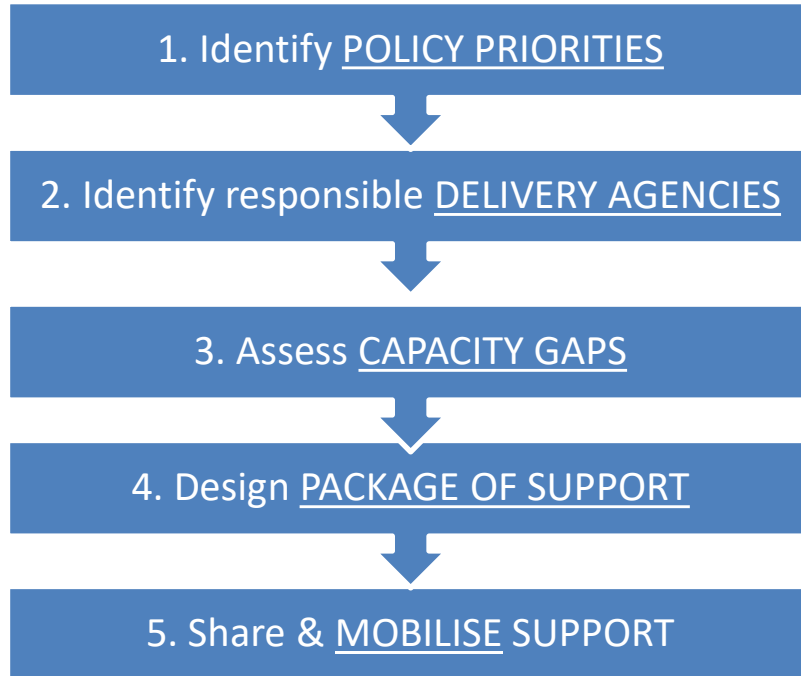 1. Identify POLICY PRIORITIES
2. Identify responsible DELIVERY AGENCIES
3. Assess CAPACITY GAPS
4. Design PACKAGE OF SUPPORT
5. Share & MOBILISE SUPPORT